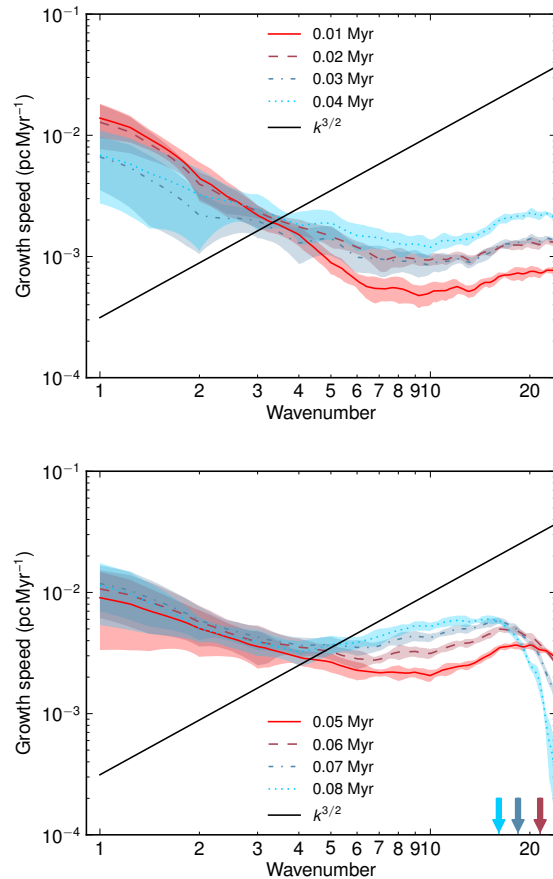 10⁻¹
10⁻²
10⁻³
10⁻⁴
Growth speed (pc Myr⁻¹)
0.01 Myr
0.02 Myr
0.03 Myr
0.04 Myr
k³/²
1 2 3 4 5 6 7 8 9 10 20
Wavenumber
10⁻¹
10⁻²
10⁻³
10⁻⁴
Growth speed (pc Myr⁻¹)
0.05 Myr
0.06 Myr
0.07 Myr
0.08 Myr
k³/²
1 2 3 4 5 6 7 8 9 10 20
Wavenumber